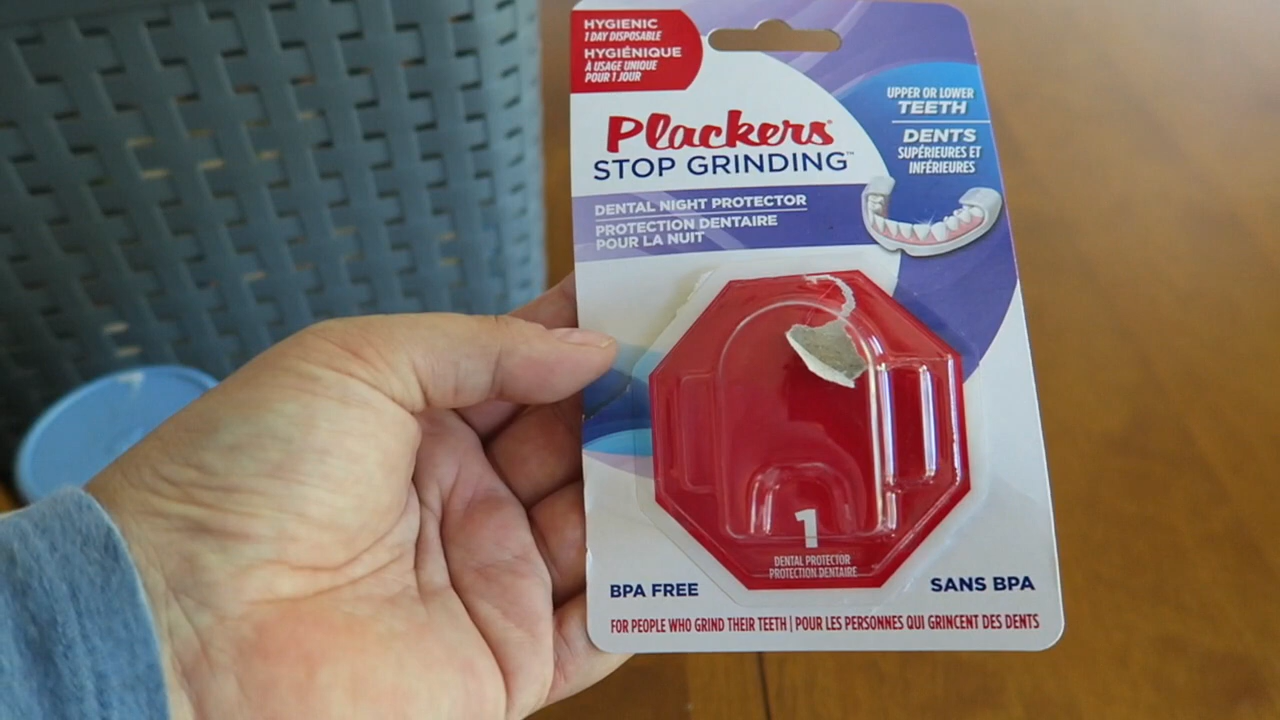 HYGIENIC
1 DAY DISPOSABLE
HYGIÉNIQUE
À USAGE UNIQUE
POUR 1 JOUR
Plackers®
STOP GRINDING™
UPPER OR LOWER
TEETH
DENTS
SUPÉRIEURES ET
INFÉRIEURES
DENTAL NIGHT PROTECTOR
PROTECTION DENTAIRE
POUR LA NUIT
1
DENTAL PROTECTOR
PROTECTION DENTAIRE
BPA FREE
SANS BPA
FOR PEOPLE WHO GRIND THEIR TEETH | POUR LES PERSONNES QUI GRINCENT DES DENTS